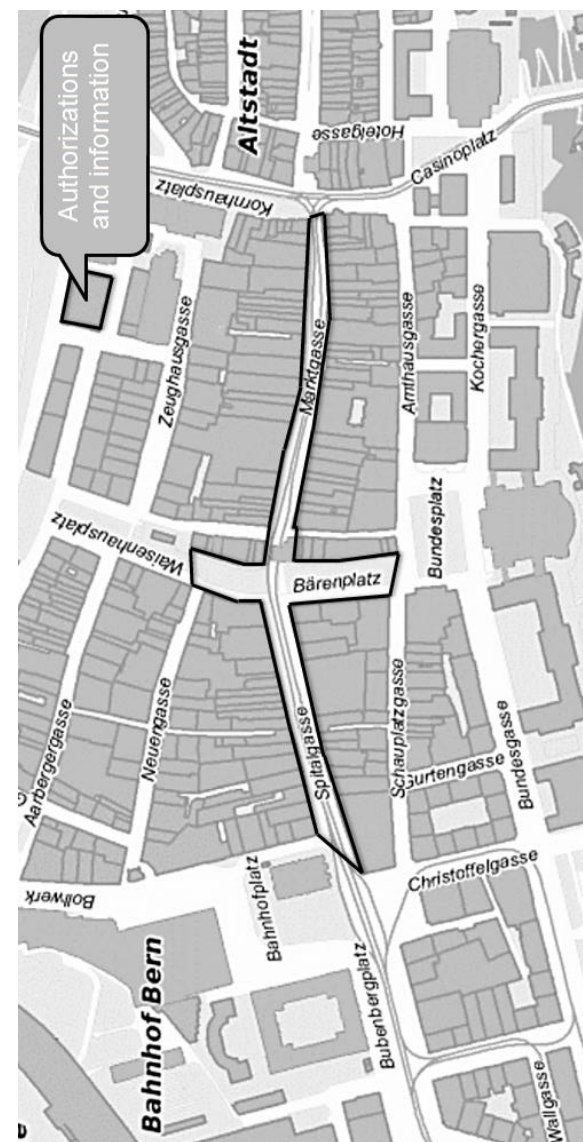 e
Aarbergergasse
Bollwerk
Authorizations
and information
Waisenhausplatz
Bahnhof Bern
Neuengasse
Zeughausgasse
Kornhausplatz
Altstadt
Bahnhofplatz
Spitalgasse
Marktgasse
Bärenplatz
Hotelgasse
Bubenbergplatz
Schauplatzgasse
Amthausgasse
Gurtengasse
Bundesplatz
Casinoplatz
Christoffelgasse
Kochergasse
Bundesgasse
Wallgasse